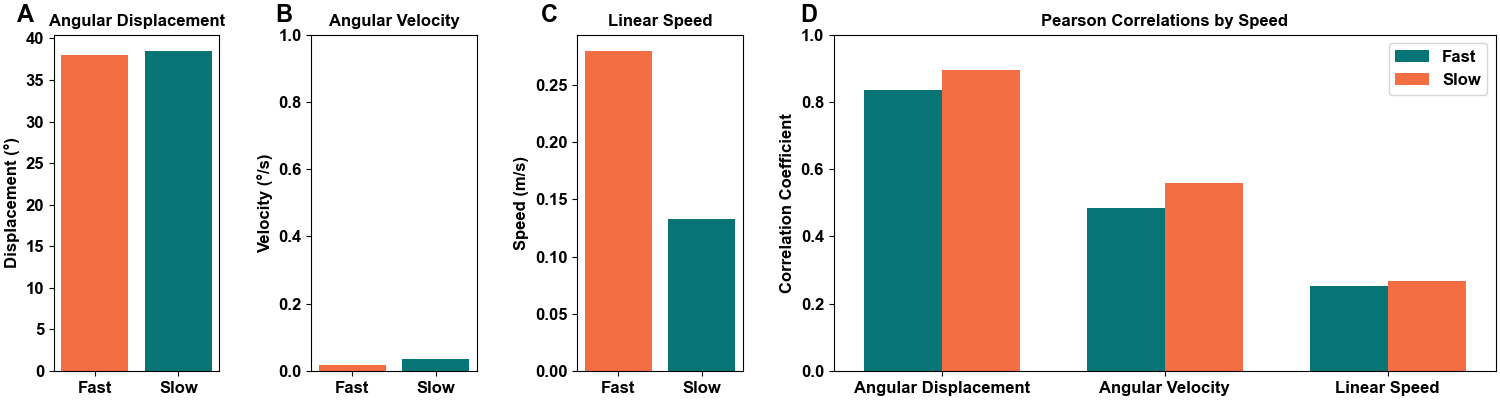 A
Angular Displacement
Displacement (°)
40
35
30
25
20
15
10
5
0
Fast Slow
B
Angular Velocity
Velocity (°/s)
1.0
0.8
0.6
0.4
0.2
0.0
Fast Slow
C
Linear Speed
Speed (m/s)
0.25
0.20
0.15
0.10
0.05
0.00
Fast Slow
D
Pearson Correlations by Speed
Correlation Coefficient
1.0
0.8
0.6
0.4
0.2
0.0
Fast
Slow
Angular Displacement Angular Velocity Linear Speed